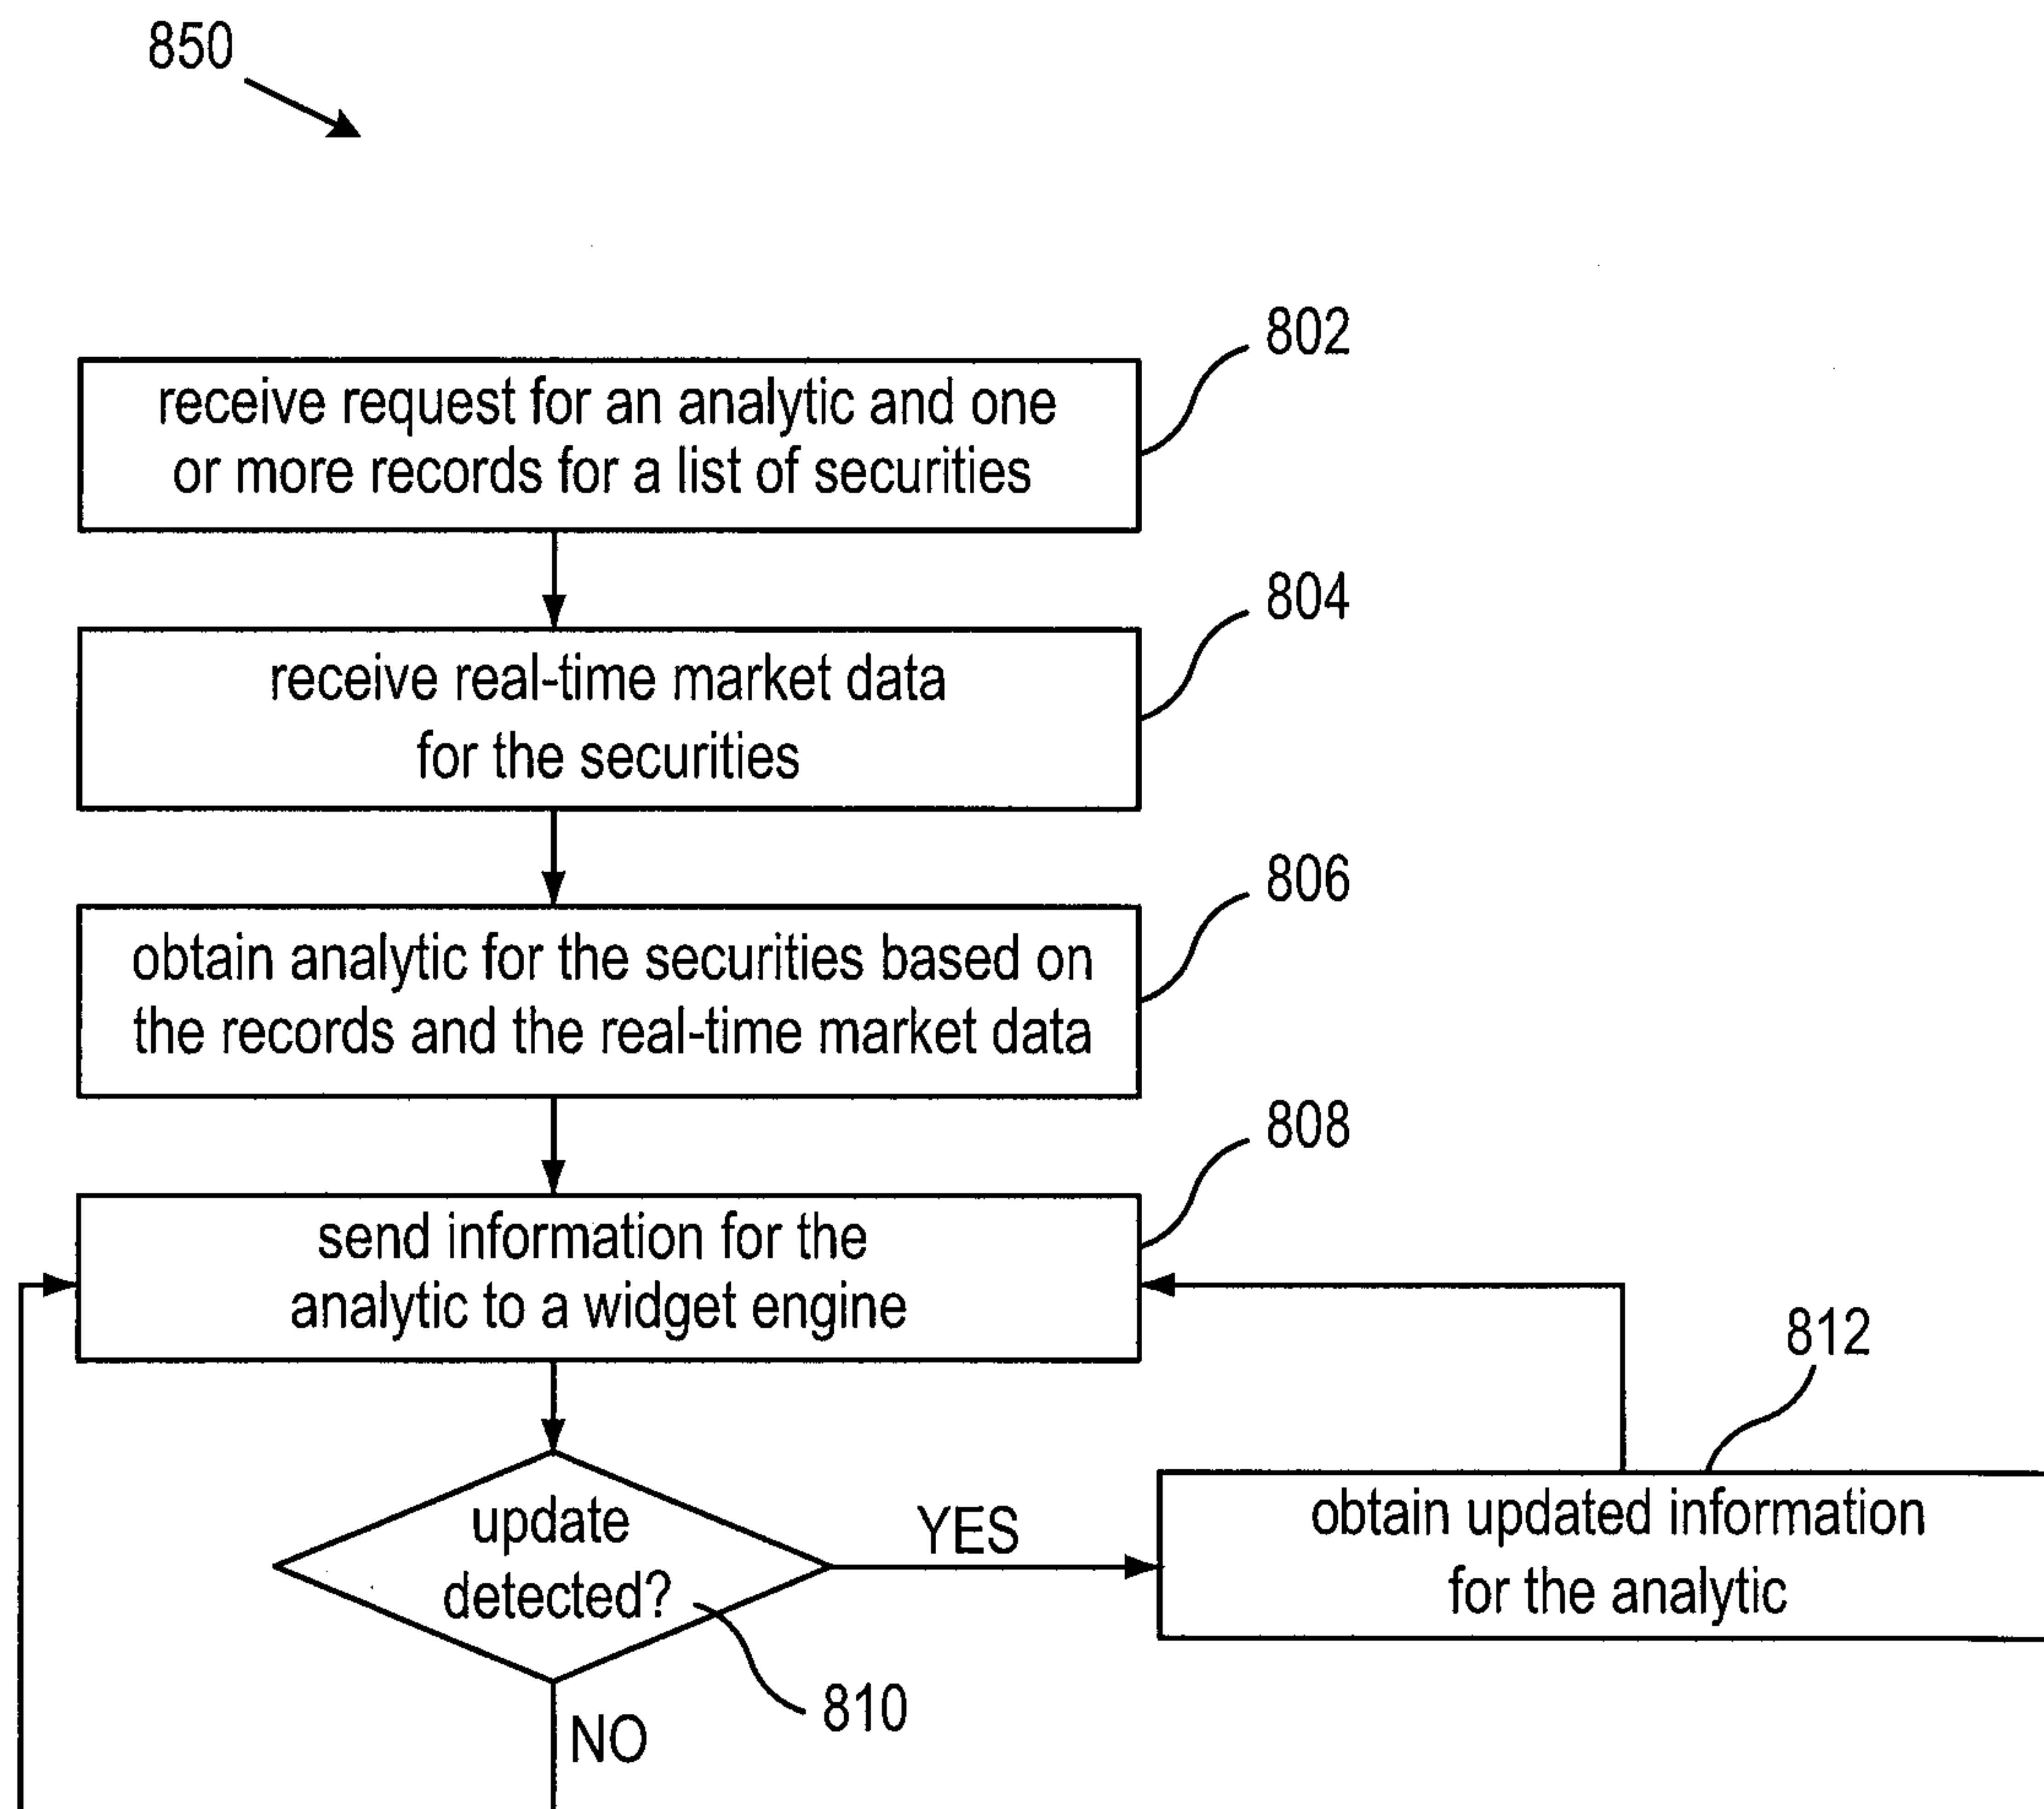 850
802
receive request for an analytic and one
or more records for a list of securities
804
receive real-time market data
for the securities
806
obtain analytic for the securities based on
the records and the real-time market data
808
send information for the
analytic to a widget engine
812
update
detected?
YES
obtain updated information
for the analytic
810
NO